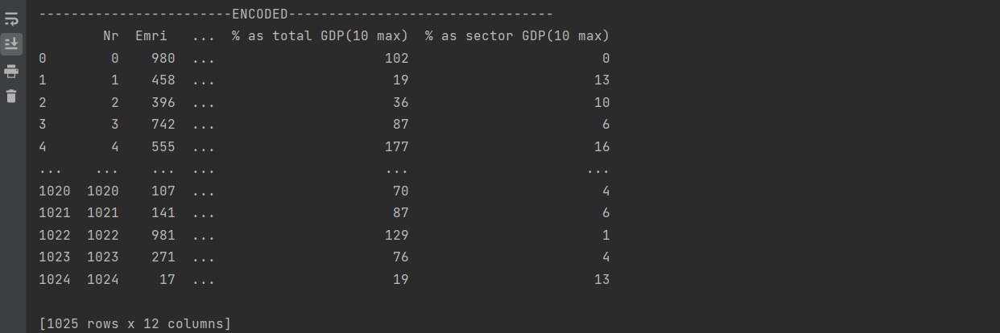 ------------------------ENCODED---------------------------------
        Nr  Emri   ...  % as total GDP(10 max)  % as sector GDP(10 max)
0        0   980  ...                     102                        0
1        1   458  ...                      19                       13
2        2   396  ...                      36                       10
3        3   742  ...                      87                        6
4        4   555  ...                     177                       16
...    ...   ...  ...                     ...                      ...
1020  1020   107  ...                      70                        4
1021  1021   141  ...                      87                        6
1022  1022   981  ...                     129                        1
1023  1023   271  ...                      76                        4
1024  1024    17  ...                      19                       13
[1025 rows x 12 columns]